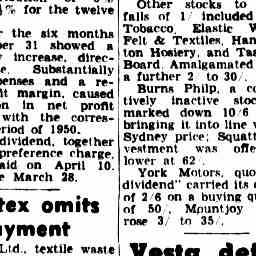 % for the twelve
the six months
ber 31 showed a
increase, direc-
Substantially
penses and a re-
fit margin, caused
on in net profit
with the corres-
eriod of 1950.
dividend, together
preference charge,
aid on April 10.
e March 28.
tex omits
yment
Ltd., textile waste
Other stocks to
falls of 1/ included
Tobacco, Elastic W
Felt & Textiles, Han
ton Hosiery, and Tas
Board. Amalgamated
a further 2 to 30/.
Burns Philp, a co
tively inactive stoc
marked down 10/6
bringing it into line w
Sydney price; Squatt
vestment was offe
lower at 62/.
York Motors, quo
dividend" carried its
of 2/6 on a buying qu
of 50/. Mountjoy
rose 3/ to 35/.
Vesta def